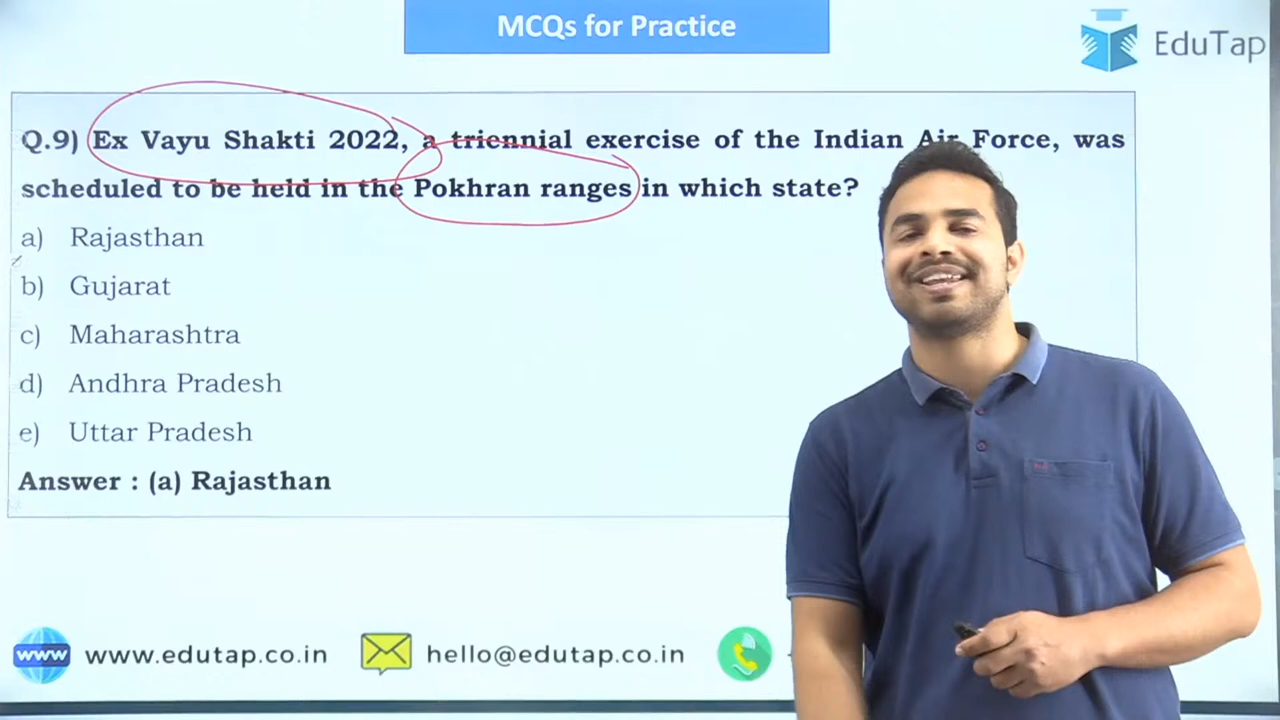 MCQs for Practice
EduTap
Q.9) Ex Vayu Shakti 2022, a triennial exercise of the Indian Air Force, was
scheduled to be held in the Pokhran ranges in which state?
a) Rajasthan
b) Gujarat
c) Maharashtra
d) Andhra Pradesh
e) Uttar Pradesh
Answer : (a) Rajasthan
www www.edutap.co.in hello@edutap.co.in